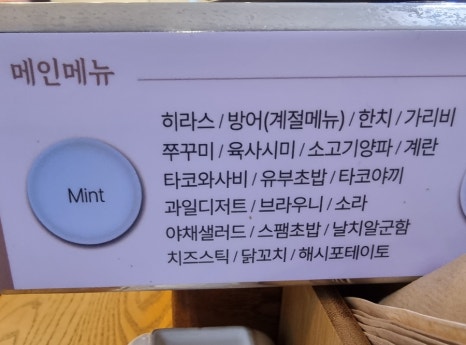 메인메뉴
Mint
히라스 / 방어(계절메뉴) / 한치 / 가리비
쭈꾸미 / 육사시미 / 소고기양파 / 계란
타코와사비 / 유부초밥 / 타코야끼
과일디저트 / 브라우니 / 소라
야채샐러드 / 스팸초밥 / 날치알군함
치즈스틱 / 닭꼬치 / 해시포테이토